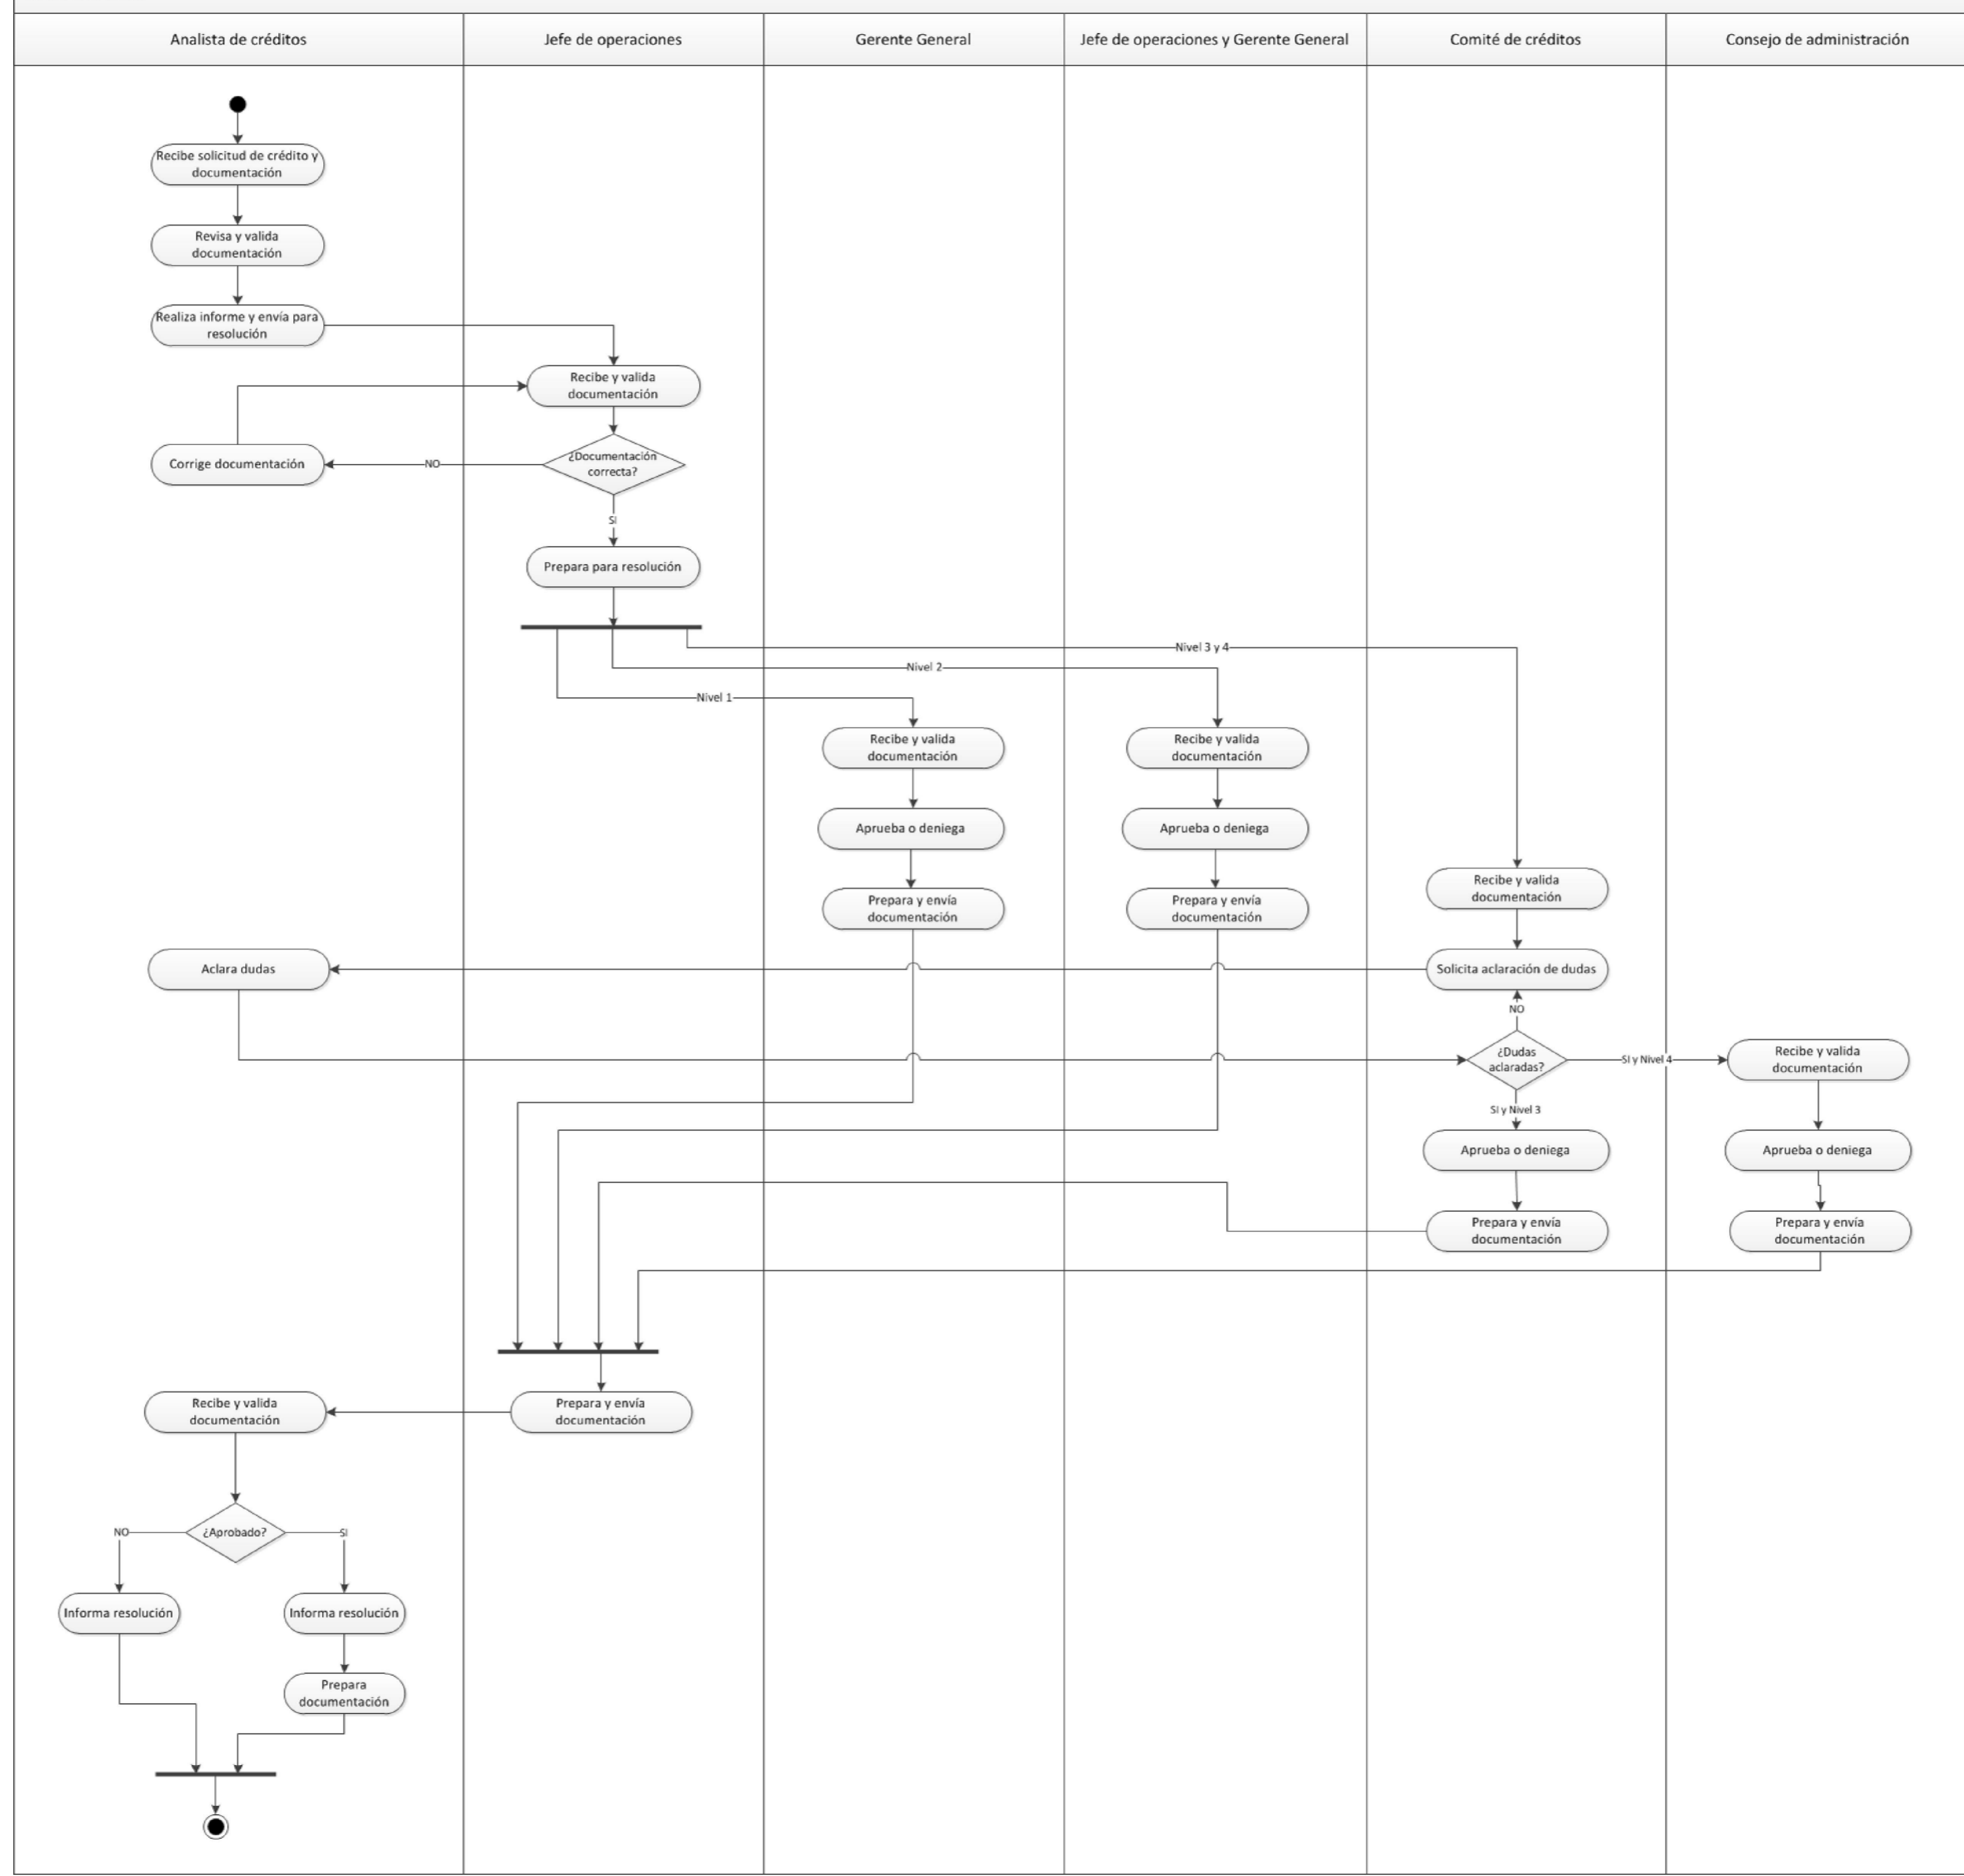 Analista de créditos
Jefe de operaciones
Gerente General
Jefe de operaciones y Gerente General
Comité de créditos
Consejo de administración
Recibe solicitud de crédito y
documentación
Revisa y valida
documentación
Realiza informe y envía para
resolución
Recibe y valida
documentación
¿Documentación
correcta?
NO
Corrige documentación
SI
Prepara para resolución
Nivel 3 y 4
Nivel 2
Nivel 1
Recibe y valida
documentación
Recibe y valida
documentación
Aprueba o deniega
Aprueba o deniega
Recibe y valida
documentación
Prepara y envía
documentación
Prepara y envía
documentación
Aclara dudas
Solicita aclaración de dudas
NO
¿Dudas
aclaradas?
SI y Nivel 4
Recibe y valida
documentación
SI y Nivel 3
Aprueba o deniega
Aprueba o deniega
Prepara y envía
documentación
Prepara y envía
documentación
Recibe y valida
documentación
Prepara y envía
documentación
NO
¿Aprobado?
SI
Informa resolución
Informa resolución
Prepara
documentación